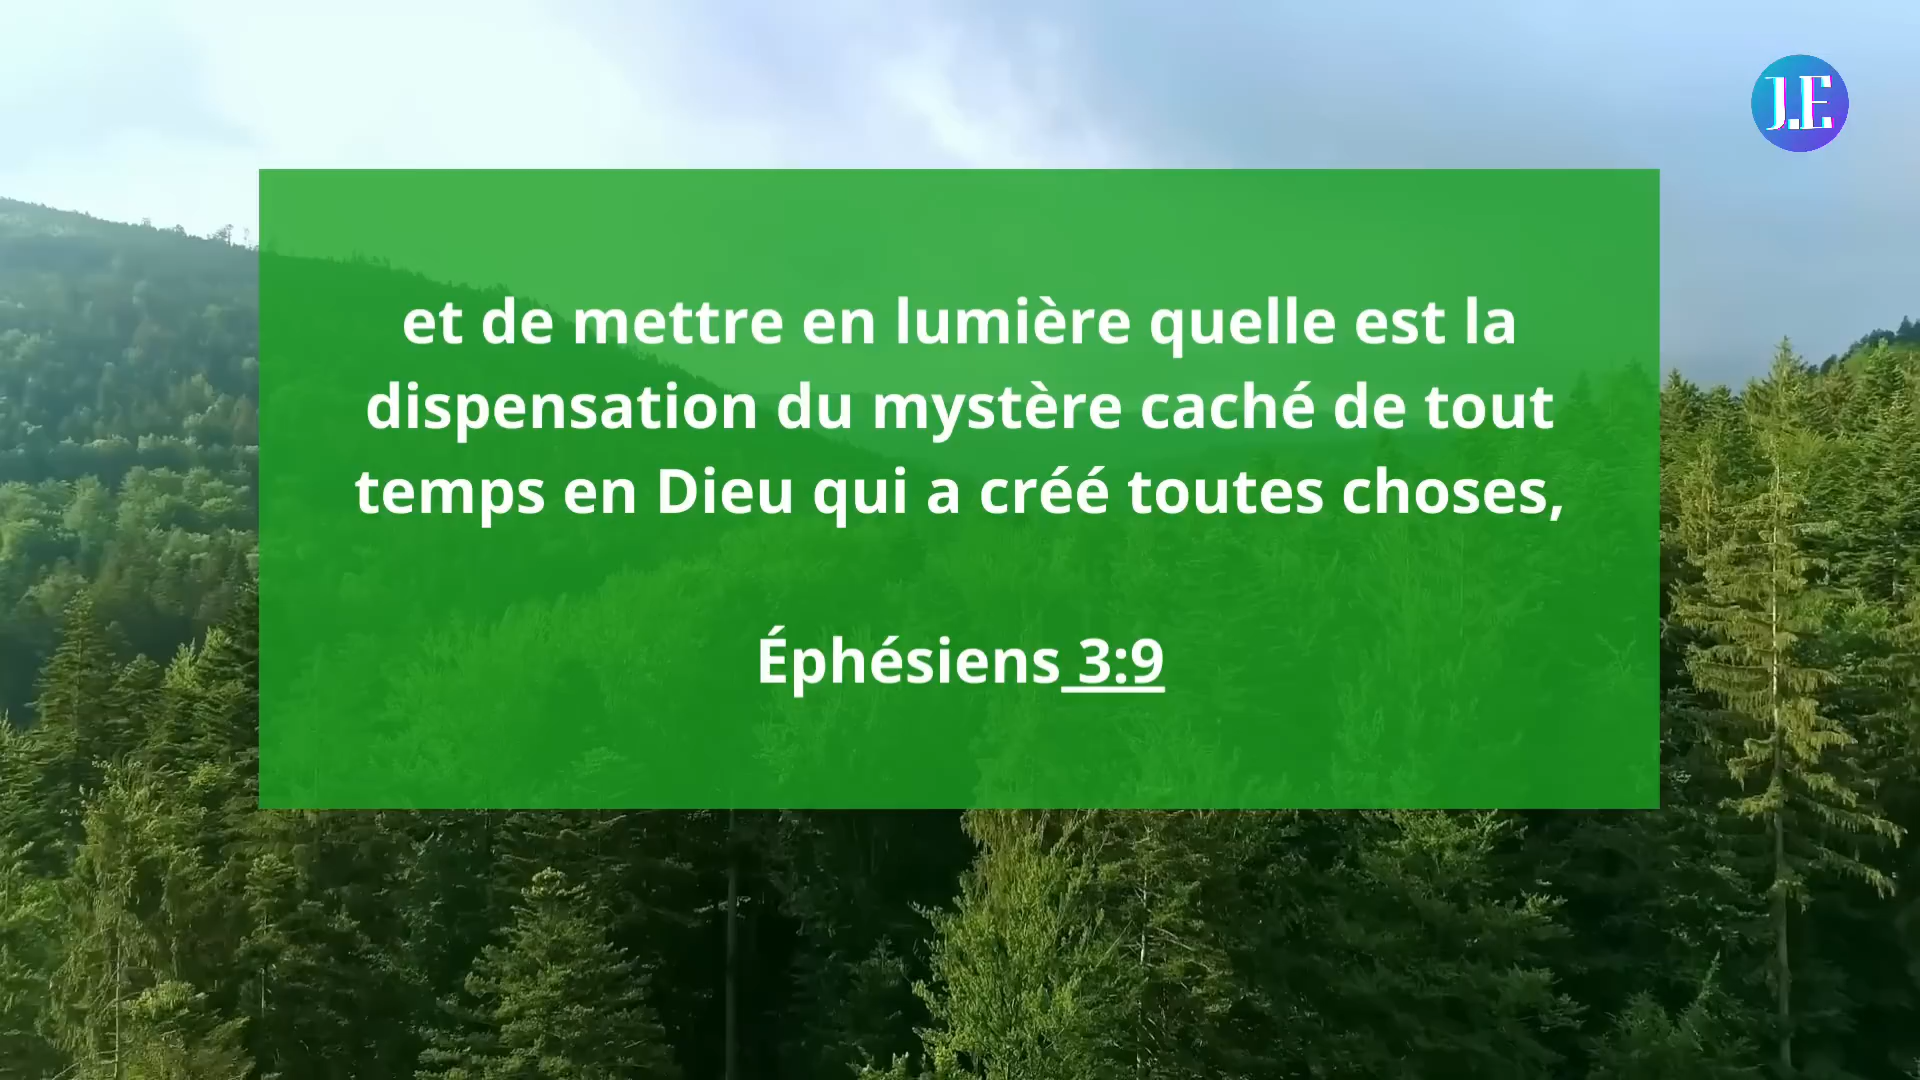 J.E
et de mettre en lumière quelle est la
dispensation du mystère caché de tout
temps en Dieu qui a créé toutes choses,
Éphésiens 3:9